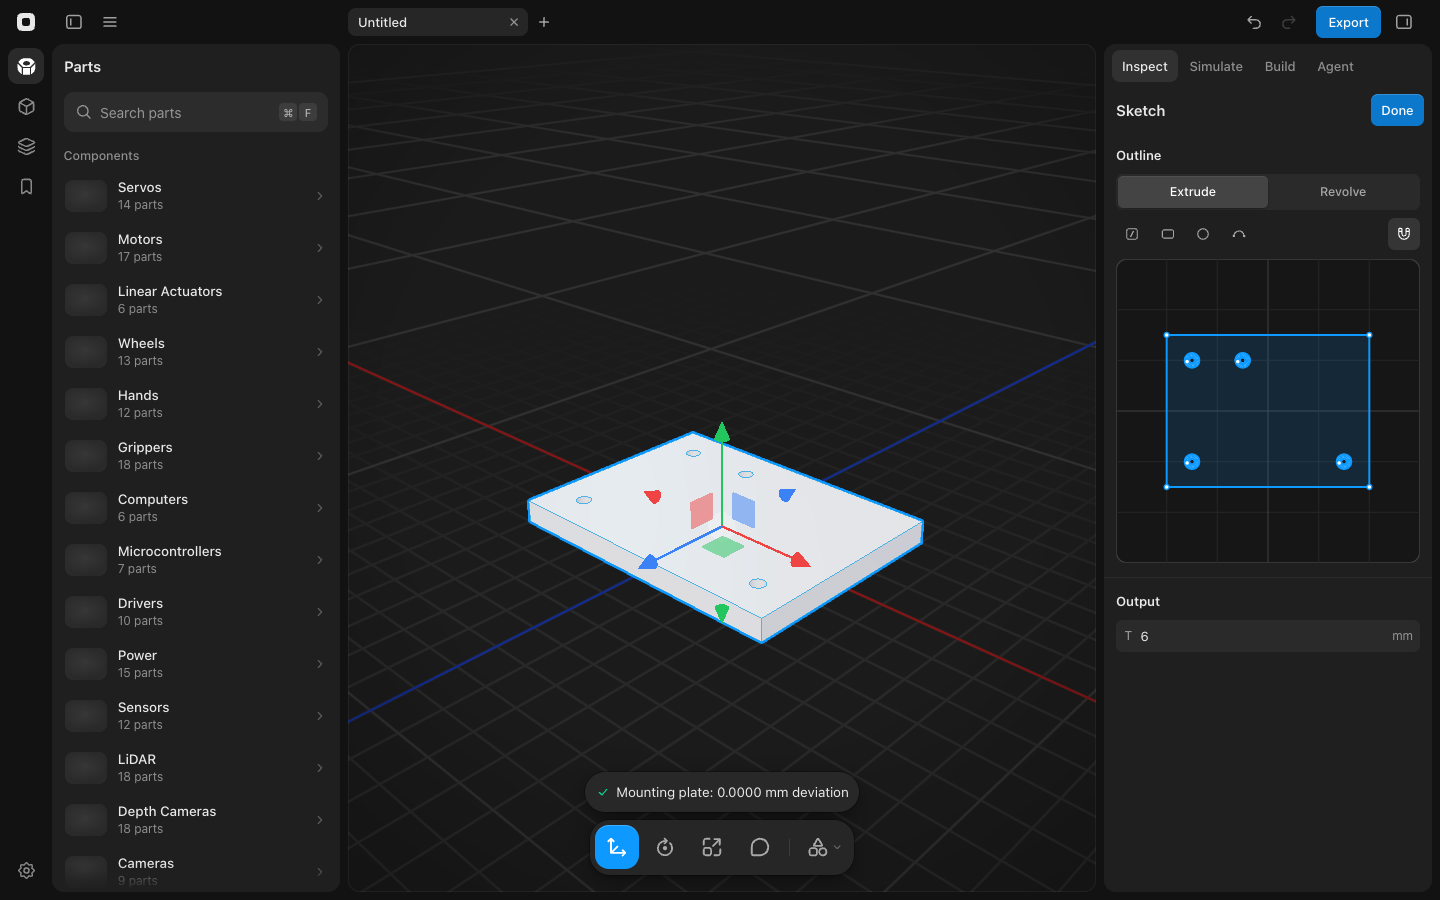 Untitled
Export
Parts
Search parts
⌘ F
Components
Servos
14 parts
Motors
17 parts
Linear Actuators
6 parts
Wheels
13 parts
Hands
12 parts
Grippers
18 parts
Computers
6 parts
Microcontrollers
7 parts
Drivers
10 parts
Power
15 parts
Sensors
12 parts
LiDAR
18 parts
Depth Cameras
18 parts
Cameras
9 parts
Mounting plate: 0.0000 mm deviation
Inspect Simulate Build Agent
Sketch Done
Outline
Extrude Revolve
Output
T 6 mm